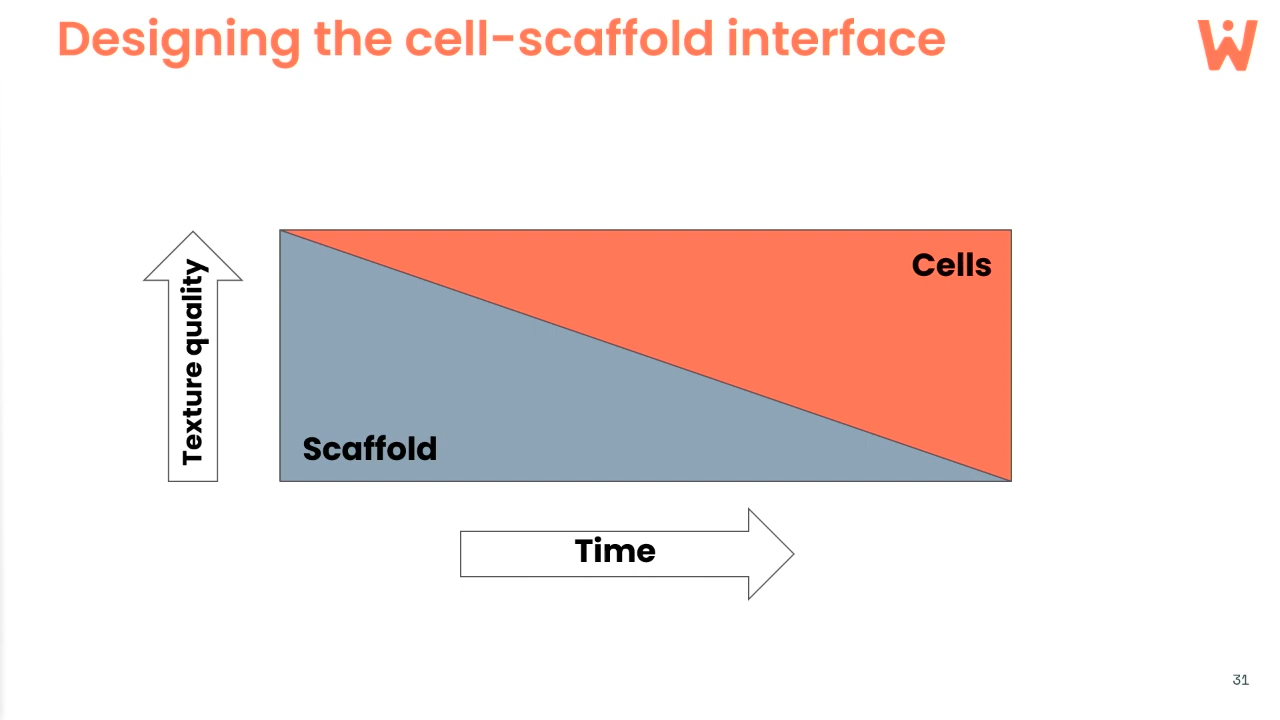 Designing the cell-scaffold interface
Cells
Texture quality
Scaffold
Time
31